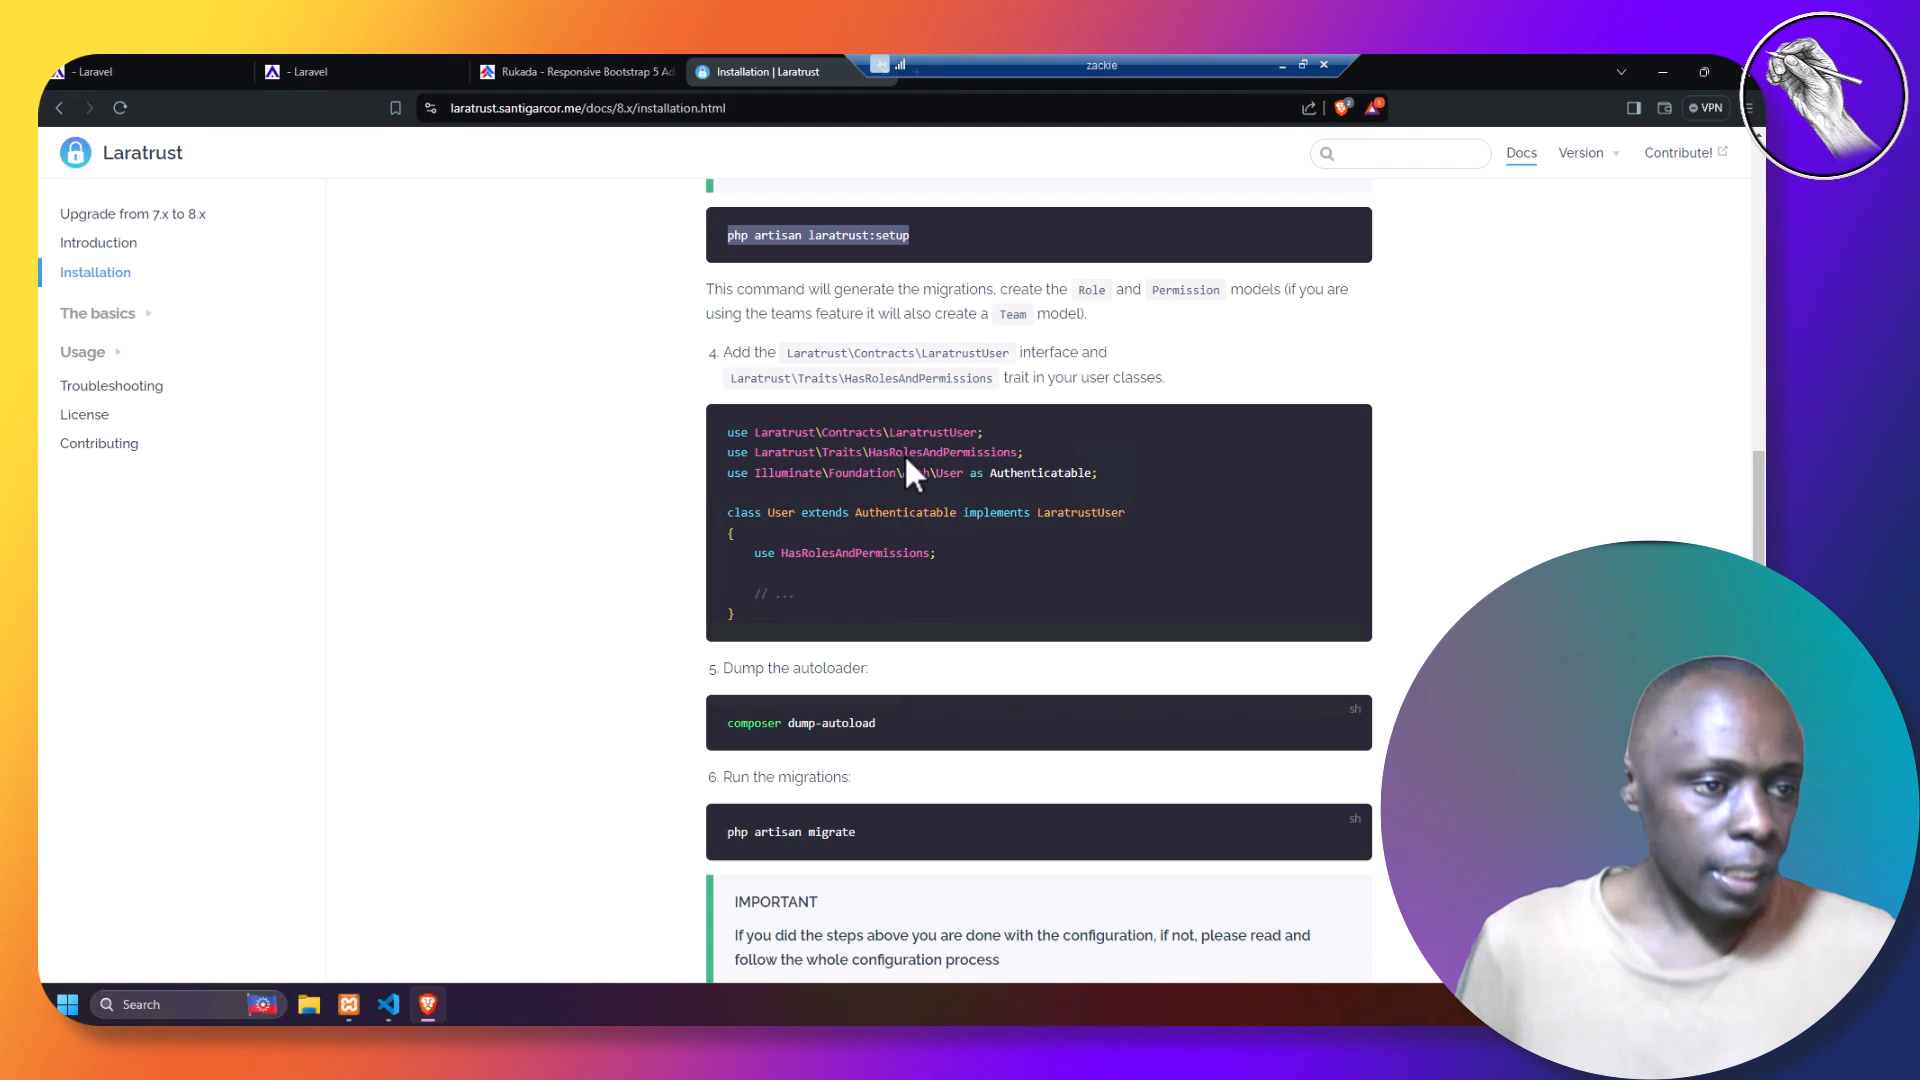 - Laravel
- Laravel
Rukada - Responsive Bootstrap 5 Ad
Installation | Laratrust
zackie
laratrust.santigarcor.me/docs/8.x/installation.html
2
1
VPN
Laratrust
Docs
Version
Contribute!
Upgrade from 7.x to 8.x
Introduction
Installation
The basics
Usage
Troubleshooting
License
Contributing
php artisan laratrust:setup
This command will generate the migrations, create the Role and Permission models (if you are
using the teams feature it will also create a Team model).
4. Add the Laratrust\Contracts\LaratrustUser interface and
Laratrust\Traits\HasRolesAndPermissions trait in your user classes.
use Laratrust\Contracts\LaratrustUser;
use Laratrust\Traits\HasRolesAndPermissions;
use Illuminate\Foundation\ \User as Authenticatable;
class User extends Authenticatable implements LaratrustUser
{
use HasRolesAndPermissions;
// ...
}
5. Dump the autoloader:
sh
composer dump-autoload
6. Run the migrations:
sh
php artisan migrate
IMPORTANT
If you did the steps above you are done with the configuration, if not, please read and
follow the whole configuration process
Search